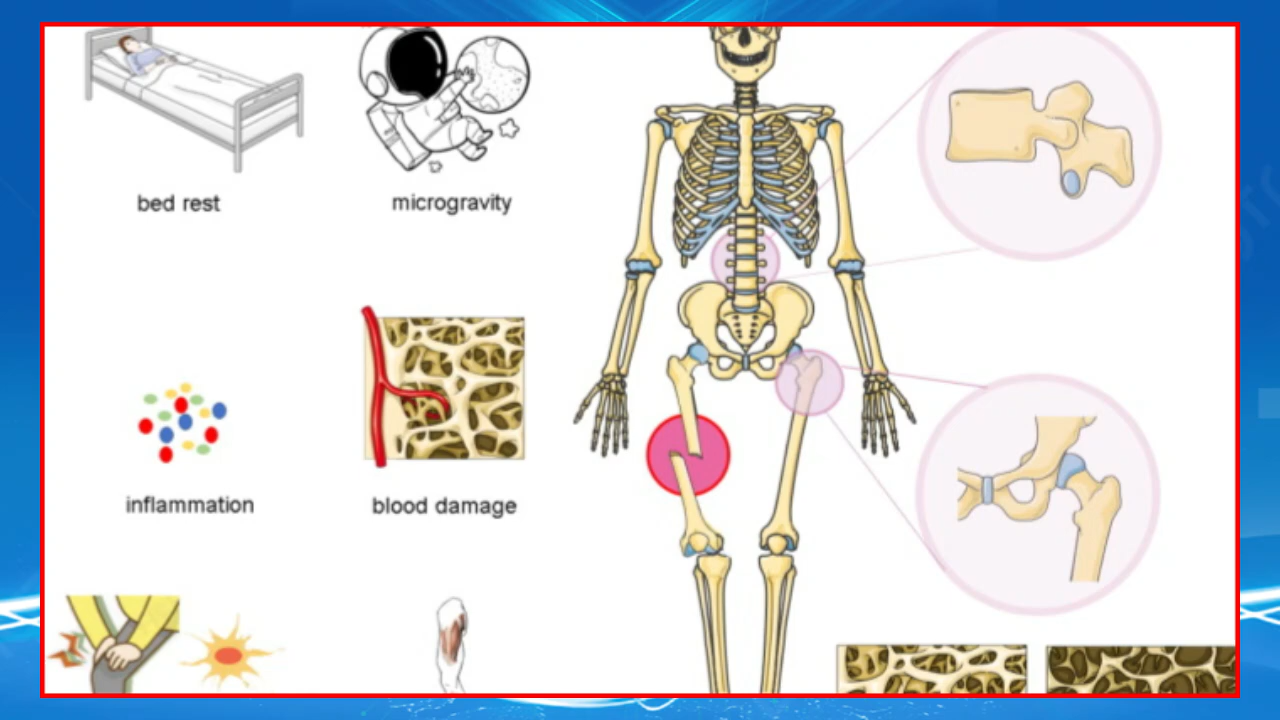 bed rest
microgravity
inflammation
blood damage